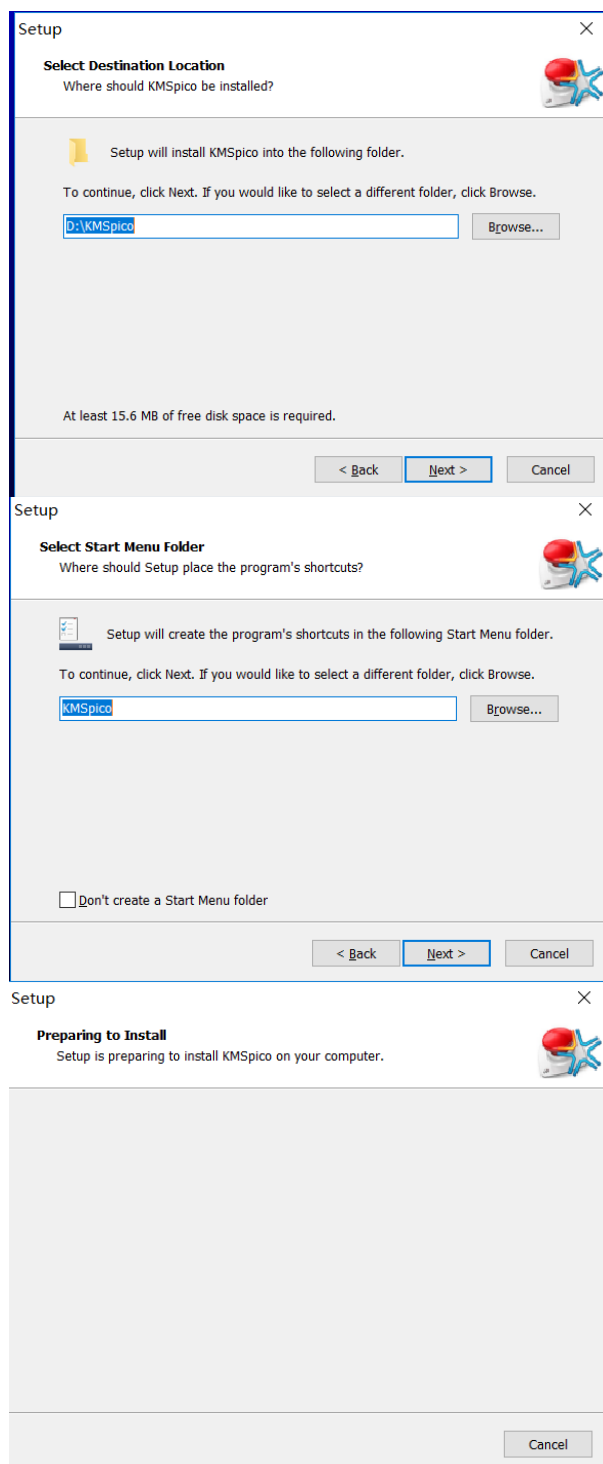 Setup
Select Destination Location
Where should KMSpico be installed?
Setup will install KMSpico into the following folder.
To continue, click Next. If you would like to select a different folder, click Browse.
D:\KMSpico
Browse...
At least 15.6 MB of free disk space is required.
< Back
Next >
Cancel
Setup
Select Start Menu Folder
Where should Setup place the program's shortcuts?
Setup will create the program's shortcuts in the following Start Menu folder.
To continue, click Next. If you would like to select a different folder, click Browse.
KMSpico
Browse...
Don't create a Start Menu folder
< Back
Next >
Cancel
Setup
Preparing to Install
Setup is preparing to install KMSpico on your computer.
Cancel